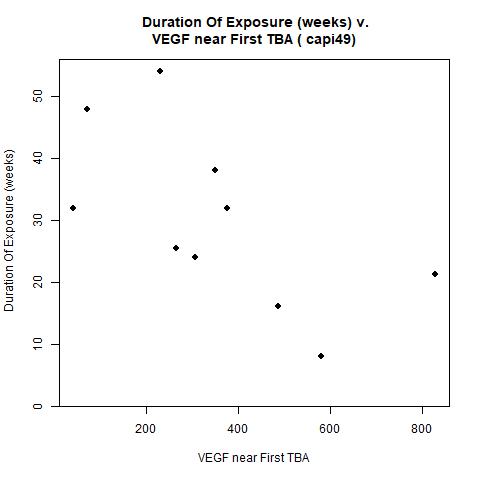 Duration Of Exposure (weeks) v.
VEGF near First TBA ( capi49)
Duration Of Exposure (weeks)
50
40
30
20
10
0
200 400 600 800
VEGF near First TBA